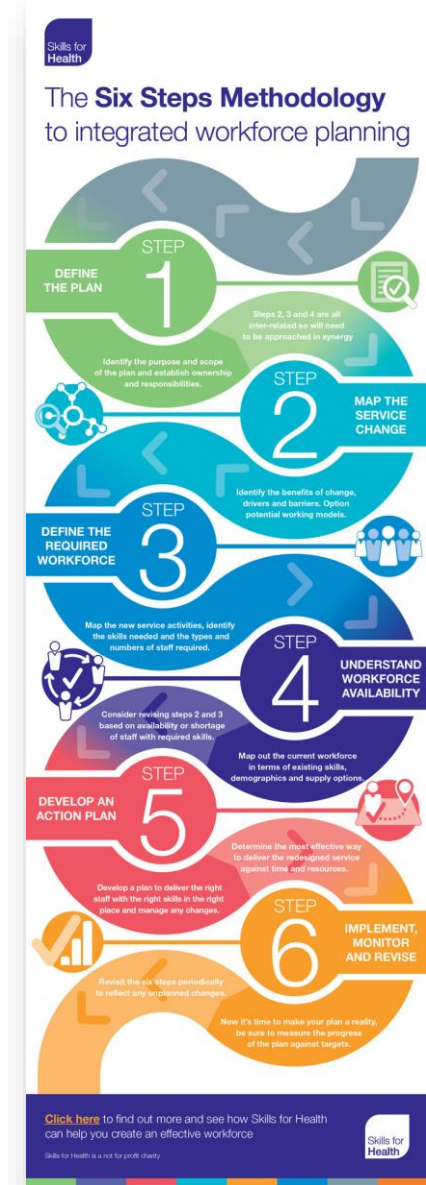 Skills for
Health
The Six Steps Methodology
to integrated workforce planning
STEP
1
DEFINE
THE PLAN
Steps 2, 3 and 4 are all
inter-related so will need
to be approached in synergy
Identify the purpose and scope
of the plan and establish ownership
and responsibilities.
STEP
2
MAP THE
SERVICE
CHANGE
Identify the benefits of change,
drivers and barriers. Option
potential working models.
STEP
3
DEFINE THE
REQUIRED
WORKFORCE
Map the new service activities, identify
the skills needed and the types and
numbers of staff required.
STEP
4
UNDERSTAND
WORKFORCE
AVAILABILITY
Consider revising steps 2 and 3
based on availability or shortage
of staff with required skills.
Map out the current workforce
in terms of existing skills,
demographics and supply options.
STEP
5
DEVELOP AN
ACTION PLAN
Determine the most effective way
to deliver the redesigned service
against time and resources.
Develop a plan to deliver the right
staff with the right skills in the right
place and manage any changes.
STEP
6
IMPLEMENT,
MONITOR
AND REVISE
Revisit the six steps periodically
to reflect any unplanned changes.
Now it's time to make your plan a reality,
be sure to measure the progress
of the plan against targets.
Click here to find out more and see how Skills for Health
can help you create an effective workforce
Skills for Health is a not for profit charity
Skills for
Health